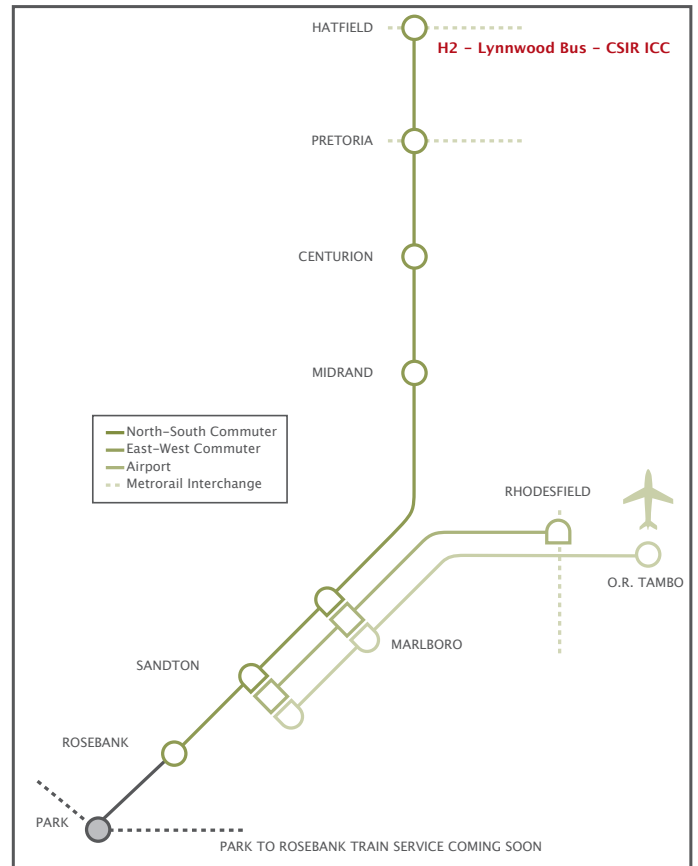 HATFIELD
H2 – Lynnwood Bus – CSIR ICC
PRETORIA
CENTURION
MIDRAND
North–South Commuter
East–West Commuter
Airport
Metrorail Interchange
RHODESFIELD
O.R. TAMBO
MARLBORO
SANDTON
ROSEBANK
PARK
PARK TO ROSEBANK TRAIN SERVICE COMING SOON